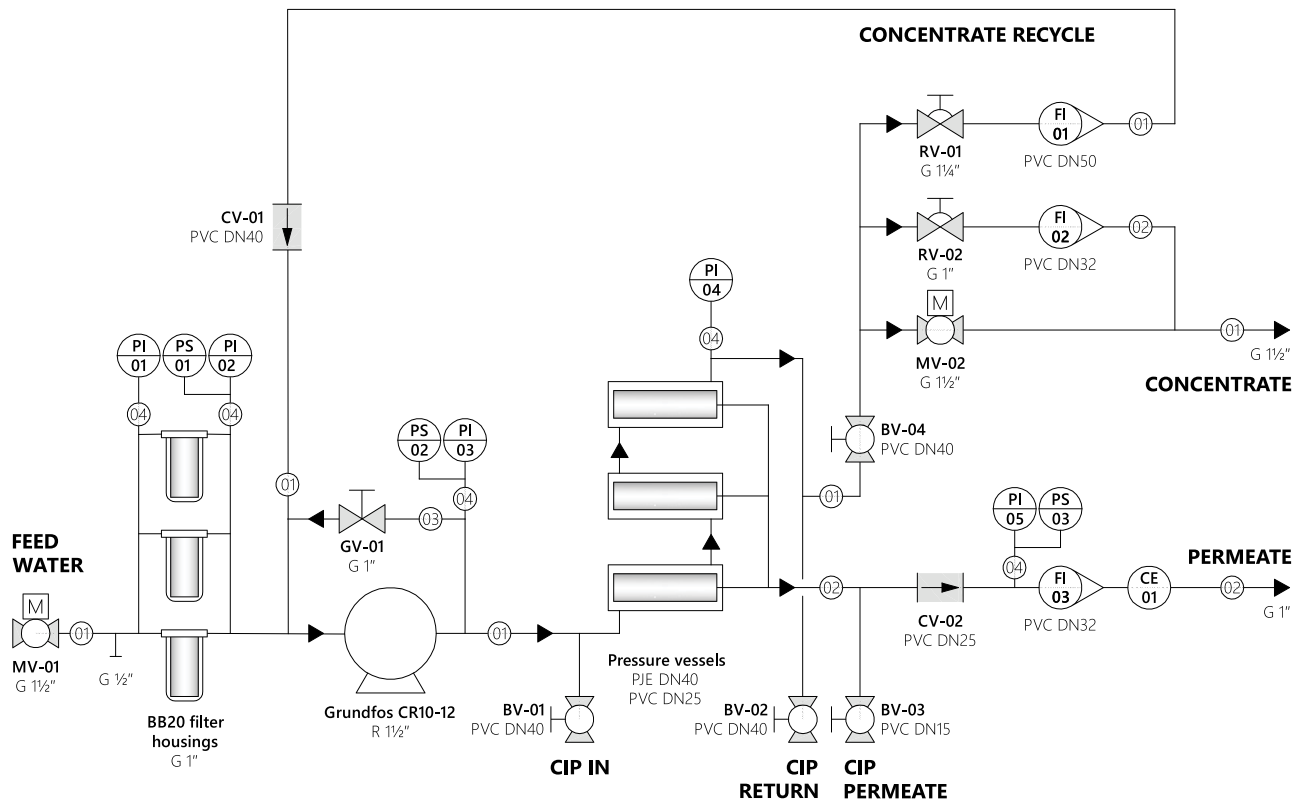 CONCENTRATE RECYCLE
FI
01
01
RV-01
G 1¼"
PVC DN50
CV-01
PVC DN40
FI
02
02
RV-02
G 1"
PVC DN32
PI
04
04
M
MV-02
G 1½"
01
G 1½"
CONCENTRATE
PI
01
PS
01
PI
02
04
04
PS
02
PI
03
04
01
03
GV-01
G 1"
BV-04
PVC DN40
01
FEED
WATER
M
01
MV-01
G 1½"
G ½"
BB20 filter
housings
G 1"
Grundfos CR10-12
R 1½"
01
Pressure vessels
PJE DN40
PVC DN25
02
CV-02
PVC DN25
PI
05
PS
03
04
FI
03
PVC DN32
CE
01
02
PERMEATE
G 1"
BV-01
PVC DN40
CIP IN
BV-02
PVC DN40
CIP
RETURN
BV-03
PVC DN15
CIP
PERMEATE